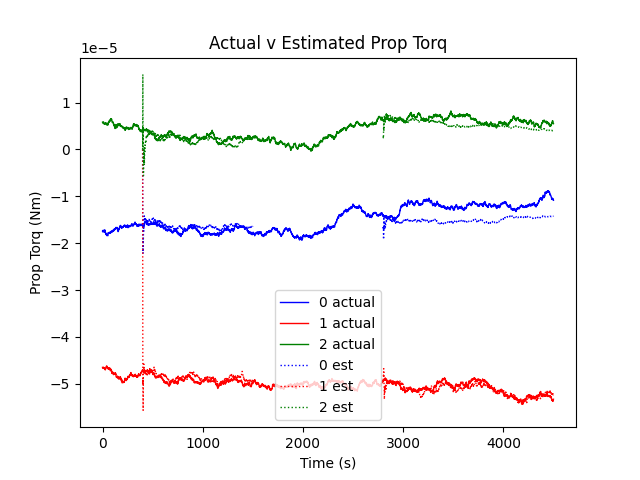 Actual v Estimated Prop Torq
1e−5
1
0
−1
−2
−3
−4
−5
Prop Torq (Nm)
0 actual
1 actual
2 actual
0 est
1 est
2 est
0 1000 2000 3000 4000
Time (s)